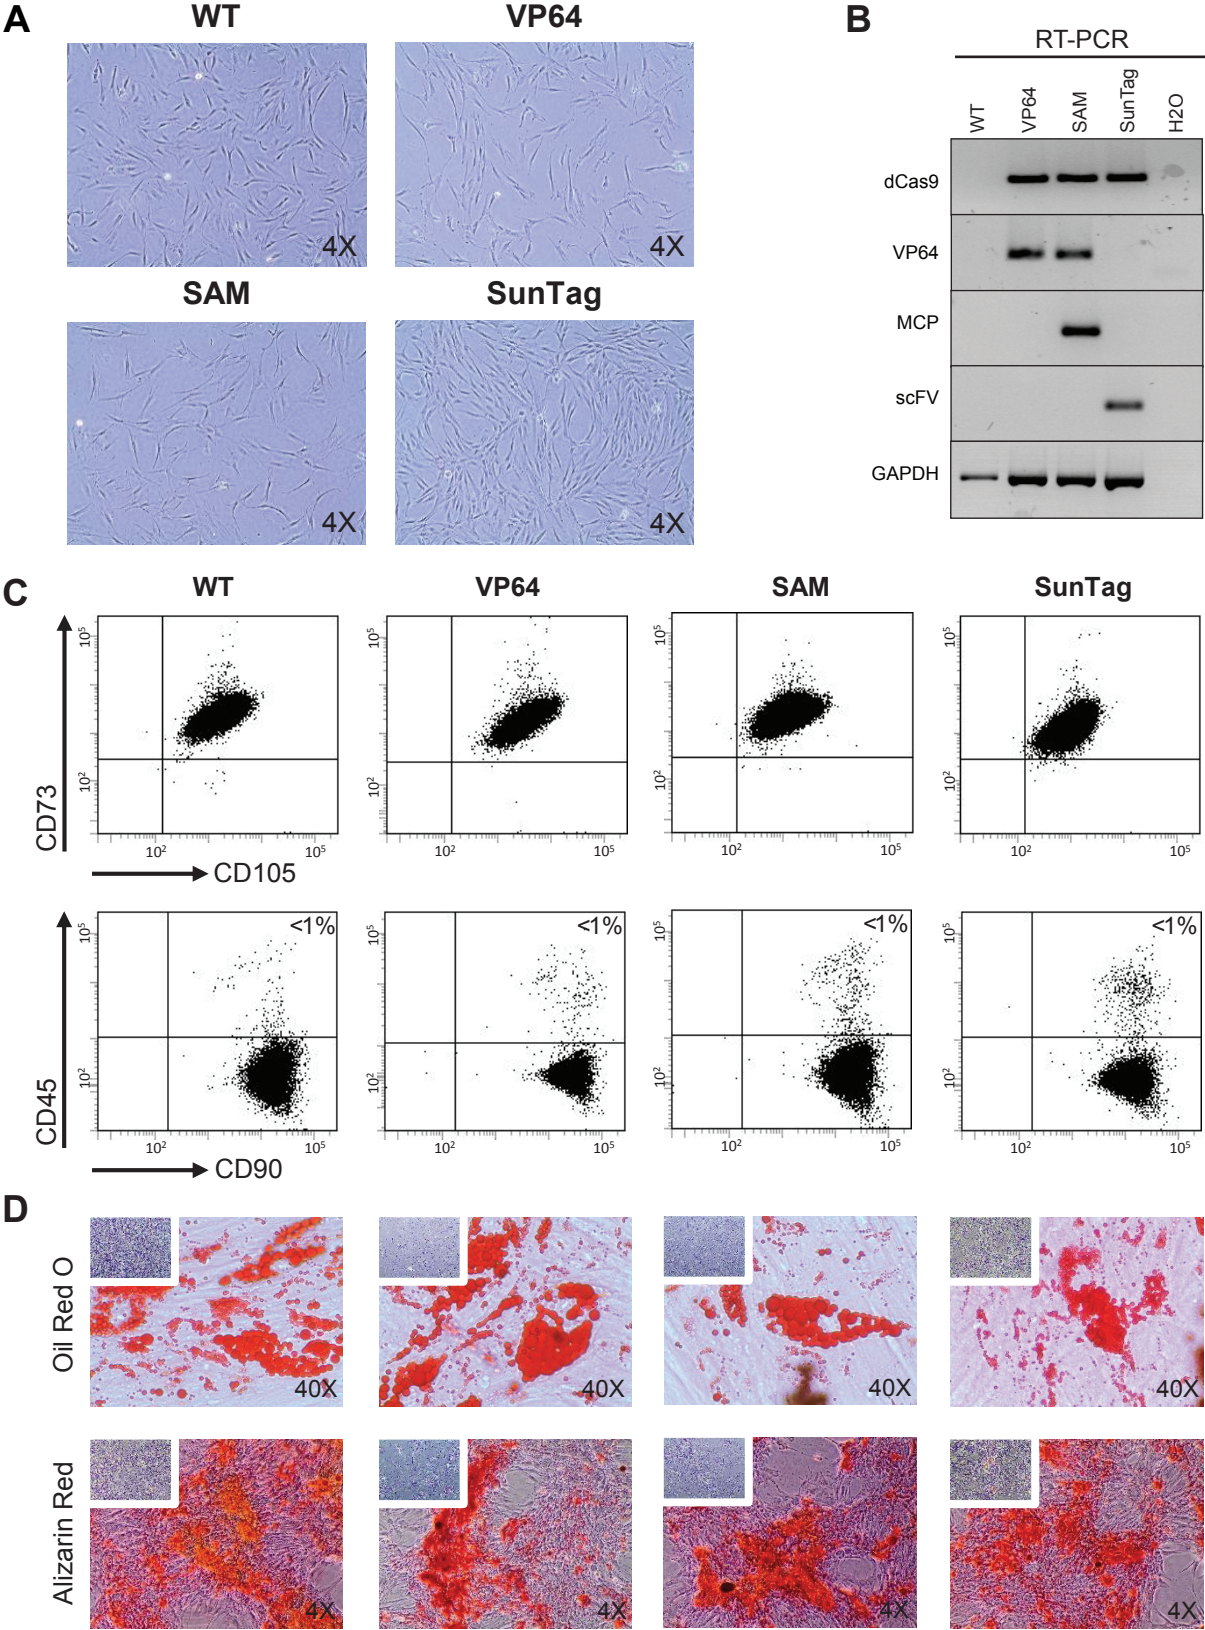 A
WT
VP64
4X
4X
SAM
SunTag
4X
4X
B
RT-PCR
WT
VP64
SAM
SunTag
H2O
dCas9
VP64
MCP
scFV
GAPDH
C
WT
VP64
SAM
SunTag
CD73
10⁵
10²
10²
10⁵
10⁵
10²
10²
10⁵
10⁵
10²
10²
10⁵
10⁵
10²
10²
10⁵
CD105
CD45
<1%
10⁵
10²
10²
10⁵
<1%
10⁵
10²
10²
10⁵
<1%
10⁵
10²
10²
10⁵
<1%
10⁵
10²
10²
10⁵
CD90
D
Oil Red O
40X
40X
40X
40X
Alizarin Red
4X
4X
4X
4X